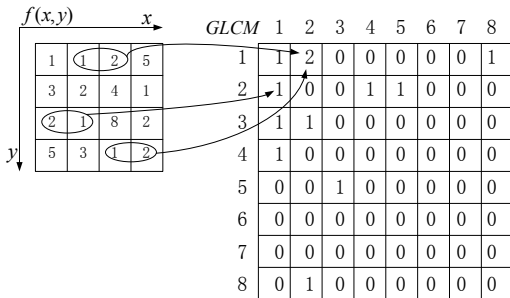 f(x,y) x
y
1 1 2 5
3 2 4 1
2 1 8 2
5 3 1 2
GLCM 1 2 3 4 5 6 7 8
1 1 2 0 0 0 0 0 1
2 1 0 0 1 1 0 0 0
3 1 1 0 0 0 0 0 0
4 1 0 0 0 0 0 0 0
5 0 0 1 0 0 0 0 0
6 0 0 0 0 0 0 0 0
7 0 0 0 0 0 0 0 0
8 0 1 0 0 0 0 0 0